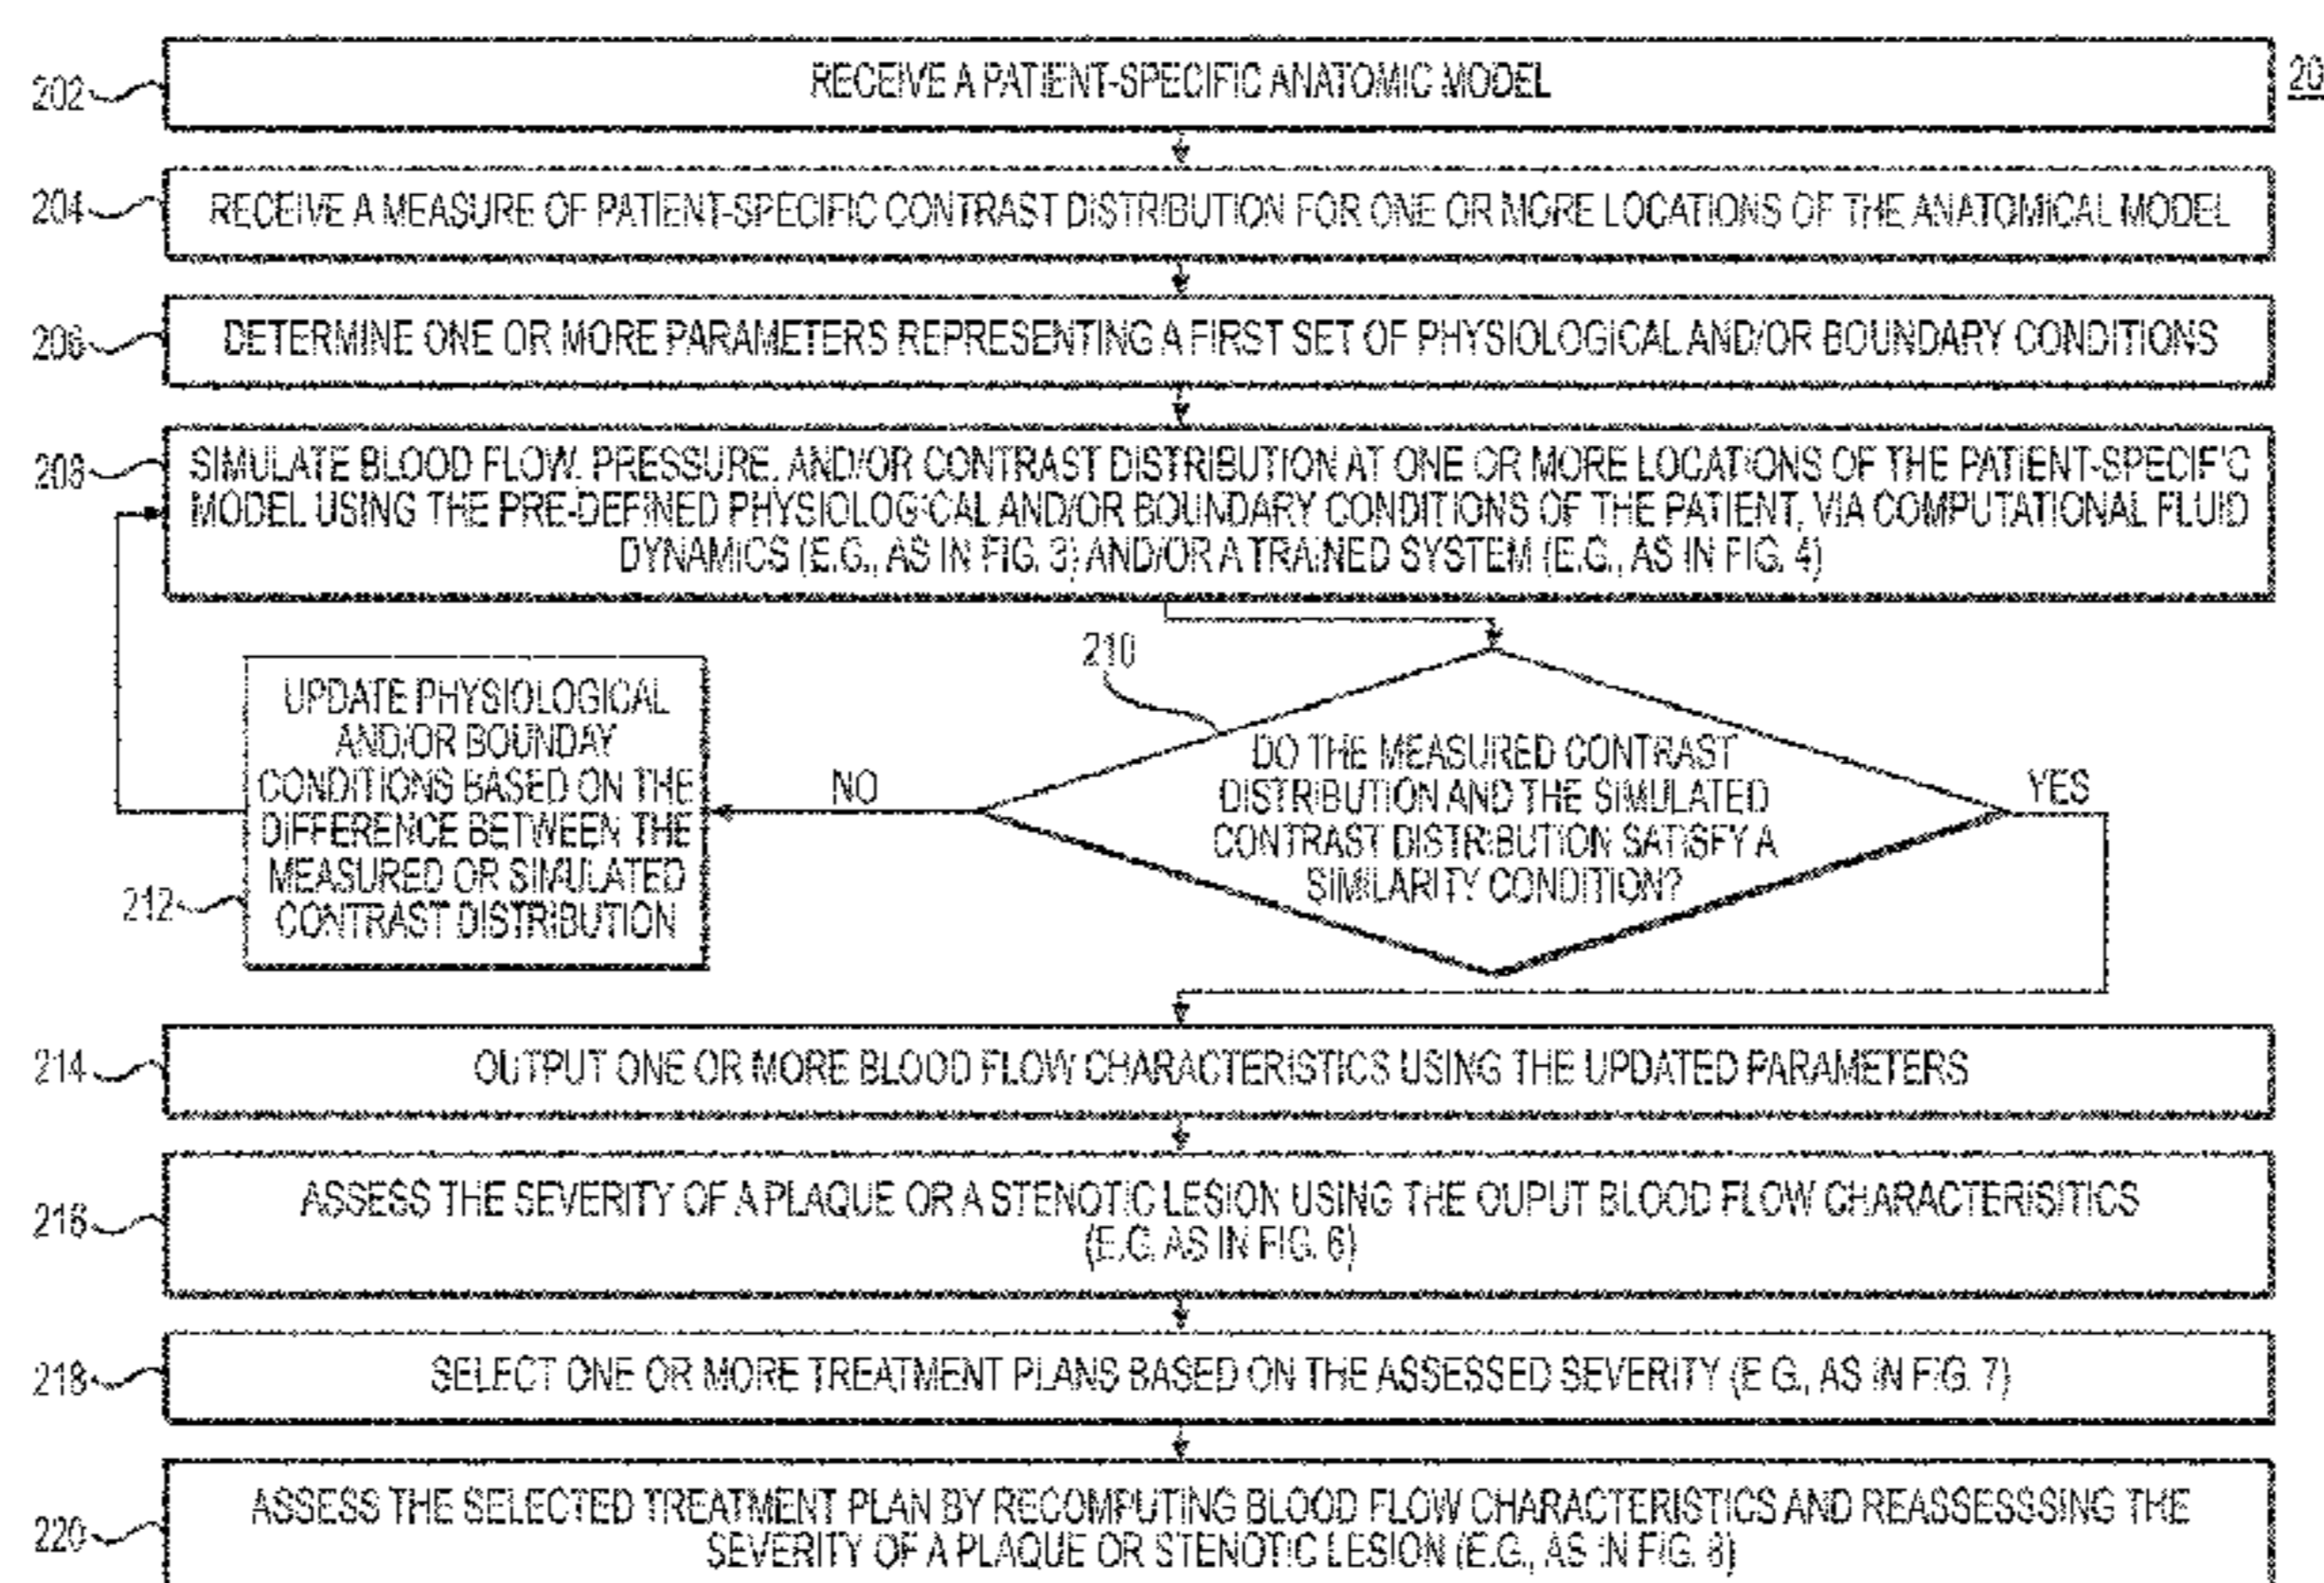 202
RECEIVE A PATIENT-SPECIFIC ANATOMIC MODEL
20
204
RECEIVE A MEASURE OF PATIENT-SPECIFIC CONTRAST DISTRIBUTION FOR ONE OR MORE LOCATIONS OF THE ANATOMICAL MODEL
206
DETERMINE ONE OR MORE PARAMETERS REPRESENTING A FIRST SET OF PHYSIOLOGICAL AND/OR BOUNDARY CONDITIONS
208
SIMULATE BLOOD FLOW, PRESSURE, AND/OR CONTRAST DISTRIBUTION AT ONE OR MORE LOCATIONS OF THE PATIENT-SPECIFIC
MODEL USING THE PRE-DEFINED PHYSIOLOGICAL AND/OR BOUNDARY CONDITIONS OF THE PATIENT, VIA COMPUTATIONAL FLUID
DYNAMICS (E.G., AS IN FIG. 3) AND/OR A TRAINED SYSTEM (E.G., AS IN FIG. 4)
210
DO THE MEASURED CONTRAST
DISTRIBUTION AND THE SIMULATED
CONTRAST DISTRIBUTION SATISFY A
SIMILARITY CONDITION?
NO
YES
UPDATE PHYSIOLOGICAL
AND/OR BOUNDAY
CONDITIONS BASED ON THE
DIFFERENCE BETWEEN THE
MEASURED OR SIMULATED
CONTRAST DISTRIBUTION
212
214
OUTPUT ONE OR MORE BLOOD FLOW CHARACTERISTICS USING THE UPDATED PARAMETERS
216
ASSESS THE SEVERITY OF A PLAQUE OR A STENOTIC LESION USING THE OUPUT BLOOD FLOW CHARACTERISITICS
(E.G. AS IN FIG. 6)
218
SELECT ONE OR MORE TREATMENT PLANS BASED ON THE ASSESSED SEVERITY (E.G., AS IN FIG. 7)
220
ASSESS THE SELECTED TREATMENT PLAN BY RECOMPUTING BLOOD FLOW CHARACTERISTICS AND REASSESSSING THE
SEVERITY OF A PLAQUE OR STENOTIC LESION (E.G., AS IN FIG. 8)